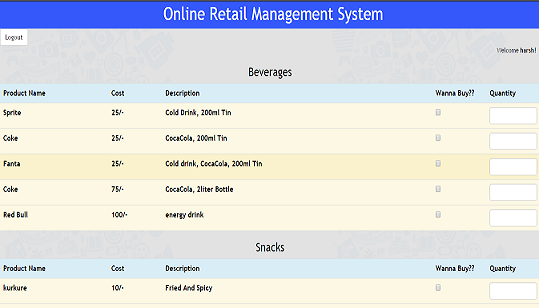 Online Retail Management System
Logout
Welcome harsh!
Beverages
Product Name Cost Description Wanna Buy?? Quantity
Sprite 25/- Cold Drink, 200ml Tin
Coke 25/- CocaCola, 200ml Tin
Fanta 25/- Cold drink, CocaCola, 200ml Tin
Coke 75/- CocaCola, 2liter Bottle
Red Bull 100/- energy drink
Snacks
Product Name Cost Description Wanna Buy?? Quantity
kurkure 10/- Fried And Spicy